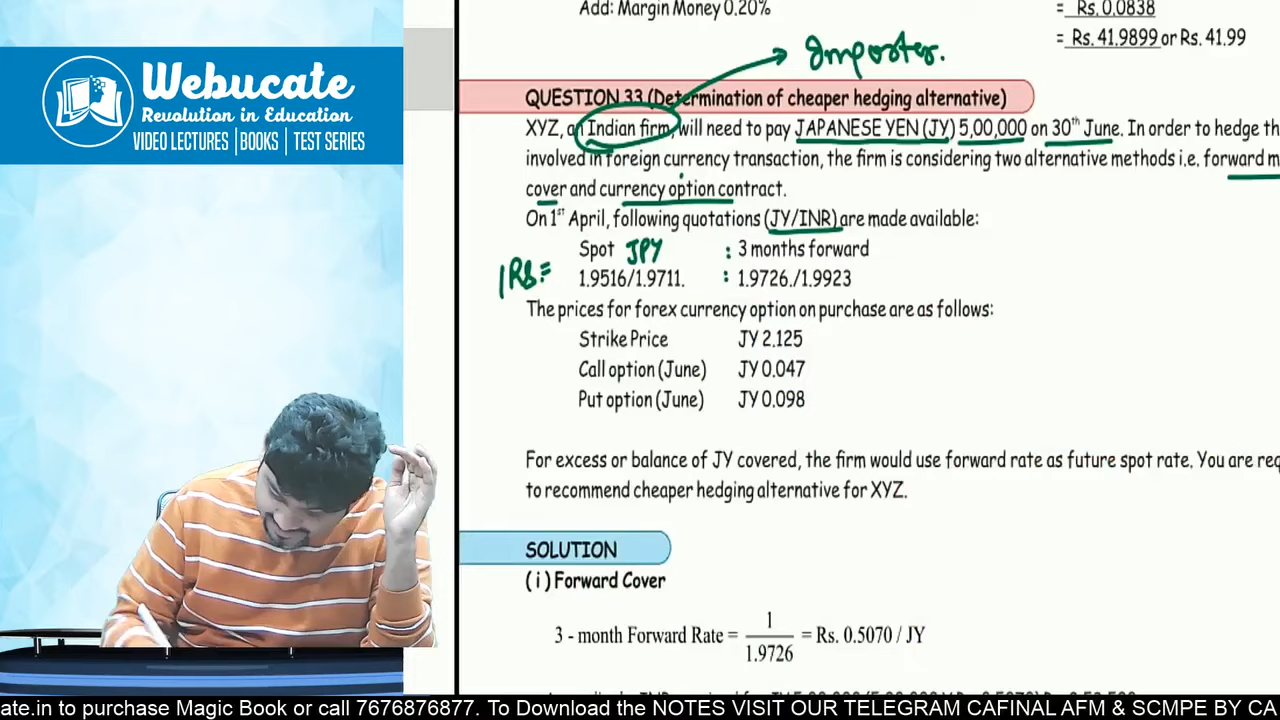 Add: Margin Money 0.20% = Rs. 0.0838
= Rs. 41.9899 or Rs. 41.99
Importer.
Webucate
Revolution in Education
VIDEO LECTURES |BOOKS | TEST SERIES
QUESTION 33 (Determination of cheaper hedging alternative)
XYZ, an Indian firm, will need to pay JAPANESE YEN (JY) 5,00,000 on 30th June. In order to hedge th
involved in foreign currency transaction, the firm is considering two alternative methods i.e. forward m
cover and currency option contract.
On 1st April, following quotations (JY/INR) are made available:
Spot JPY : 3 months forward
1RS= 1.9516/1.9711. : 1.9726./1.9923
The prices for forex currency option on purchase are as follows:
Strike Price JY 2.125
Call option (June) JY 0.047
Put option (June) JY 0.098
For excess or balance of JY covered, the firm would use forward rate as future spot rate. You are req
to recommend cheaper hedging alternative for XYZ.
SOLUTION
(i) Forward Cover
3 - month Forward Rate = 1 / 1.9726 = Rs. 0.5070 / JY
ate.in to purchase Magic Book or call 7676876877. To Download the NOTES VISIT OUR TELEGRAM CAFINAL AFM & SCMPE BY CA